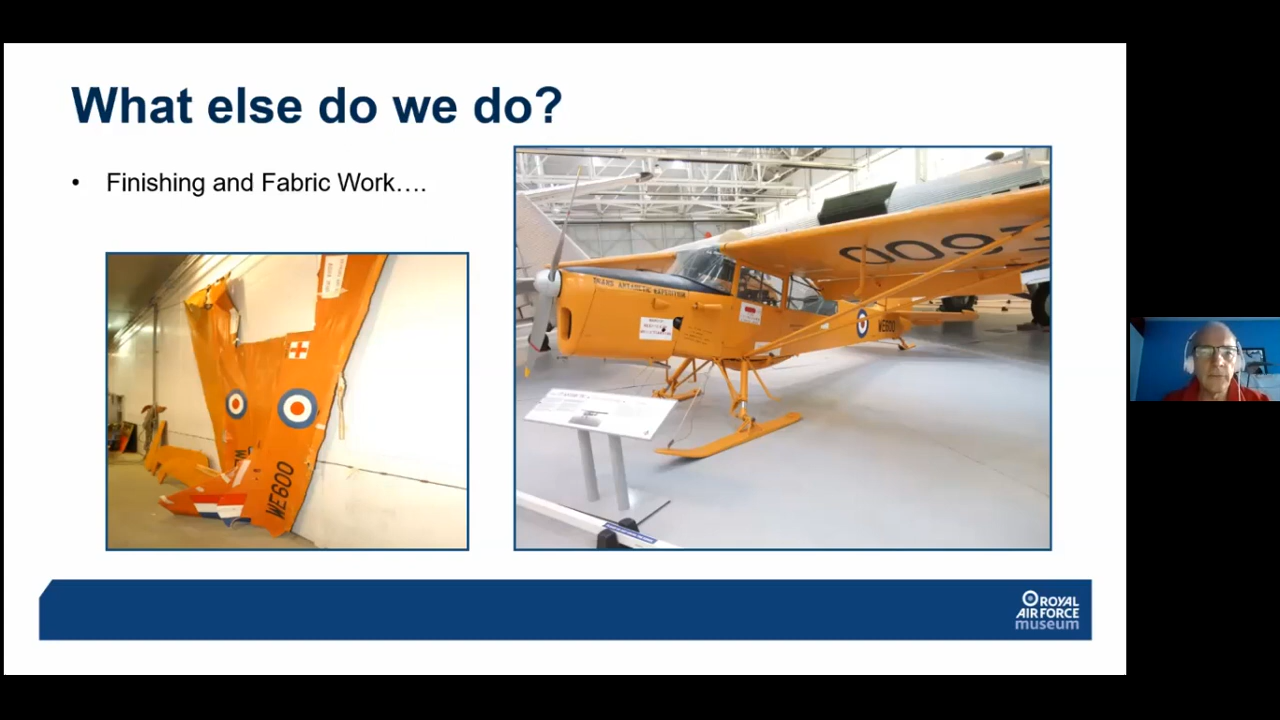 What else do we do?
• Finishing and Fabric Work….
WE600
TRANS-ANTARCTIC EXPEDITION
WE600
ROYAL
AIR FORCE
museum